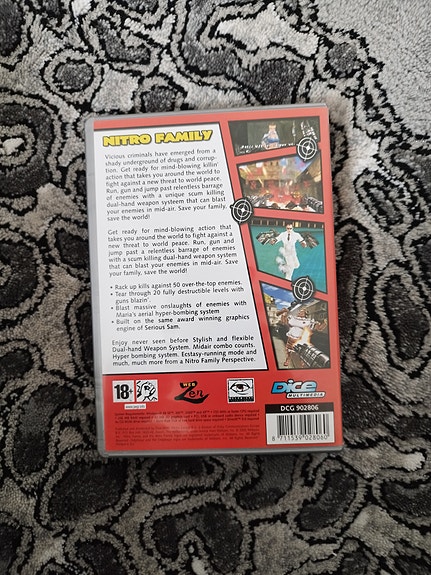 NITRO FAMILY
Vicious criminals have emerged from a
shady underground of drugs and corrup-
tion. Get ready for mind-blowing killin'
action that takes you around the world to
fight against a new threat to world peace.
Run, gun and jump past relentless barrage
of enemies with a unique scum killing
dual-hand weapon systeem that can blast
your enemies in mid-air. Save your family,
save the world!
Get ready for mind-blowing action that
takes you around the world to fight against a
new threat to world peace. Run, gun and
jump past relentless barrage of enemies
with a scum killing dual-hand weapon system
that can blast your enemies in mid-air. Save
your family, save the world!
• Rack up kills against 50 over-the-top enemies.
• Tear through 20 fully destructible levels with
guns blazin'.
• Blast massive onslaughts of enemies with
Maria's aerial hyper-bombing system
• Built on the same award winning graphics
engine of Serious Sam.
Enjoy never seen before Stylish and flexible
Dual-hand Weapon System. Midair combo counts.
Hyper bombing system. Ecstasy-running mode and
much, much more from a Nitro Family Perspective.
18+
www.pegi.info
WEB
Zen
Dice
MULTIMEDIA
DCG 902806
8 711539 028060